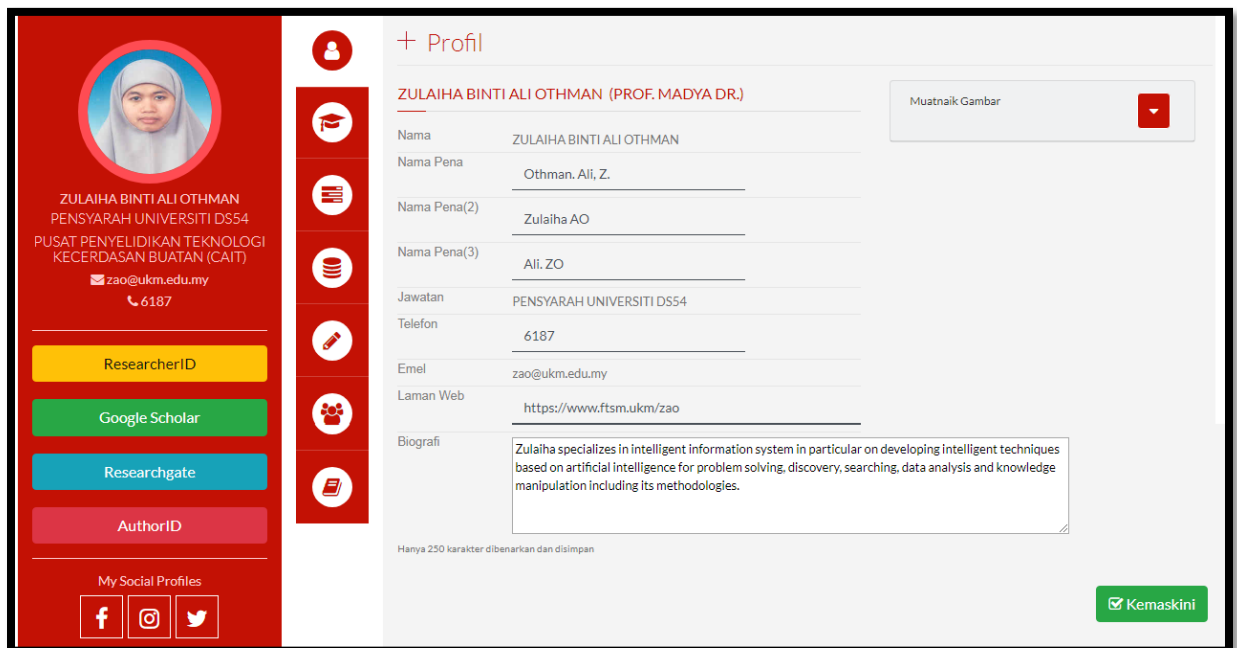 ZULAIHA BINTI ALI OTHMAN
PENSYARAH UNIVERSITI DS54
PUSAT PENYELIDIKAN TEKNOLOGI
KECERDASAN BUATAN (CAIT)
zao@ukm.edu.my
6187
ResearcherID
Google Scholar
Researchgate
AuthorID
My Social Profiles
+ Profil
ZULAIHA BINTI ALI OTHMAN (PROF. MADYA DR.)
Nama ZULAIHA BINTI ALI OTHMAN
Nama Pena Othman. Ali, Z.
Nama Pena(2) Zulaiha AO
Nama Pena(3) Ali. ZO
Jawatan PENSYARAH UNIVERSITI DS54
Telefon 6187
Emel zao@ukm.edu.my
Laman Web https://www.ftsm.ukm/zao
Biografi Zulaiha specializes in intelligent information system in particular on developing intelligent techniques
based on artificial intelligence for problem solving, discovery, searching, data analysis and knowledge
manipulation including its methodologies.
Hanya 250 karakter dibenarkan dan disimpan
Muatnaik Gambar
Kemaskini